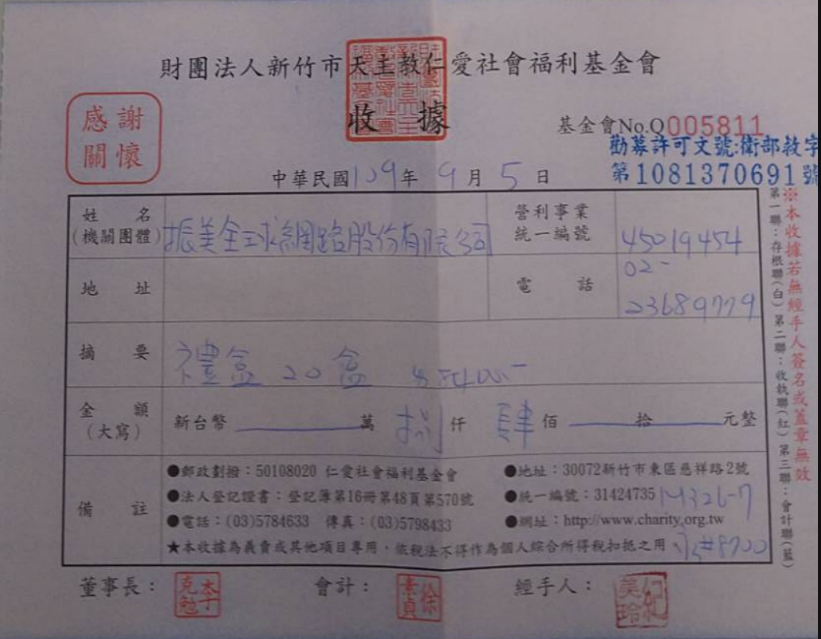 財團法人新竹市天主教仁愛社會福利基金會
收據
感謝
關懷
基金會No.Q005811
勸募許可文號:衛部救字
第1081370691號
中華民國109年9月5日
姓名
(機關團體)
振美全球網路股份有限公司
營利事業
統一編號
45019454
地址
電話
02-
23689779
摘要
禮盒 20 盒
金額
(大寫)
新台幣: 萬 捌 仟 肆 佰 拾 元整
備註
●郵政劃撥:50108020 仁愛社會福利基金會
●法人登記證書:登記簿第16冊第48頁第570號
●電話:(03)5784633 傳真:(03)5798433
●地址:30072新竹市東區慈祥路2號
●統一編號:31424735
●網址:http://www.charity.org.tw
★本收據為義賣或其他項目專用,依稅法不得作為個人綜合所得稅扣抵之用
董事長:
李克勉
會計:
徐素貞
經手人:
紀美玲
第一聯:存根聯(白) 第二聯:收執聯(紅) 第三聯:會計聯(藍)
※本收據若無經手人簽名或蓋章無效